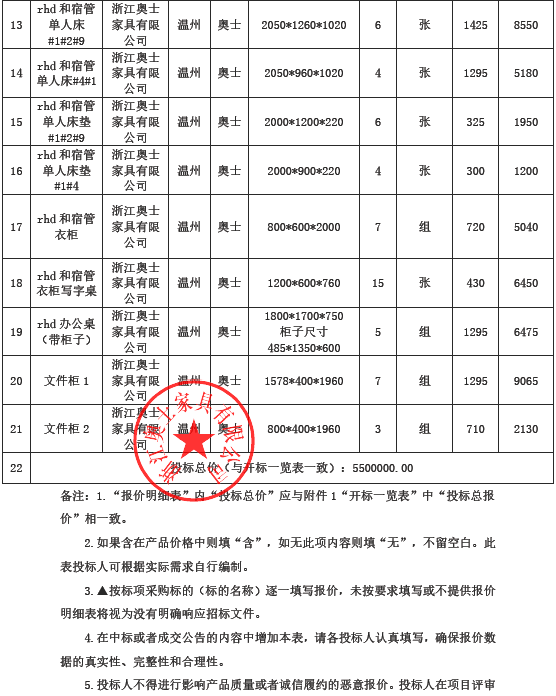 13 rhd 和宿管单人床#1#2#9 浙江奥士家具有限公司 温州 奥士 2050*1260*1020 6 张 1425 8550
14 rhd 和宿管单人床#4#1 浙江奥士家具有限公司 温州 奥士 2050*960*1020 4 张 1295 5180
15 rhd 和宿管单人床垫#1#2#9 浙江奥士家具有限公司 温州 奥士 2000*1200*220 6 张 325 1950
16 rhd 和宿管单人床垫#1#4 浙江奥士家具有限公司 温州 奥士 2000*900*220 4 张 300 1200
17 rhd 和宿管衣柜 浙江奥士家具有限公司 温州 奥士 800*600*2000 7 组 720 5040
18 rhd 和宿管衣柜写字桌 浙江奥士家具有限公司 温州 奥士 1200*600*760 15 张 430 6450
19 rhd 办公桌（带柜子） 浙江奥士家具有限公司 温州 奥士 1800*1700*750 柜子尺寸 485*1350*600 5 组 1295 6475
20 文件柜 1 浙江奥士家具有限公司 温州 奥士 1578*400*1960 7 组 1295 9065
21 文件柜 2 浙江奥士家具有限公司 温州 奥士 800*400*1960 3 组 710 2130
22 投标总价（与开标一览表一致）：5500000.00
浙江奥士家具有限公司
备注：1.“报价明细表”内“投标总价”应与附件 1“开标一览表”中“投标总报
价”相一致。
2.如果含在产品价格中则填“含”，如无此项内容则填“无”，不留空白。此
表投标人可根据实际需求自行编制。
3.▲按标项采购标的（标的名称）逐一填写报价，未按要求填写或不提供报价
明细表将视为没有明确响应招标文件。
4.在中标或者成交公告的内容中增加本表，请各投标人认真填写，确保报价数
据的真实性、完整性和合理性。
5.投标人不得进行影响产品质量或者诚信履约的恶意报价。投标人在项目评审